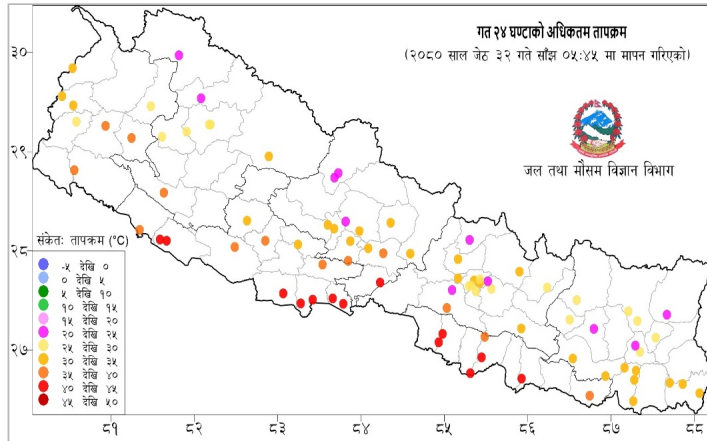 गत २४ घण्टाको अधिकतम तापक्रम
(२०८० साल जेठ ३२ गते साँझ ०५:४५ मा मापन गरिएको)
जल तथा मौसम विज्ञान विभाग
३०
२९
२८
२७
संकेतः तापक्रम (°C)
-५ देखि ०
० देखि ५
५ देखि १०
१० देखि १५
१५ देखि २०
२० देखि २५
२५ देखि ३०
३० देखि ३५
३५ देखि ४०
४० देखि ४५
४५ देखि ५०
८१ ८२ ८३ ८४ ८५ ८६ ८७ ८८